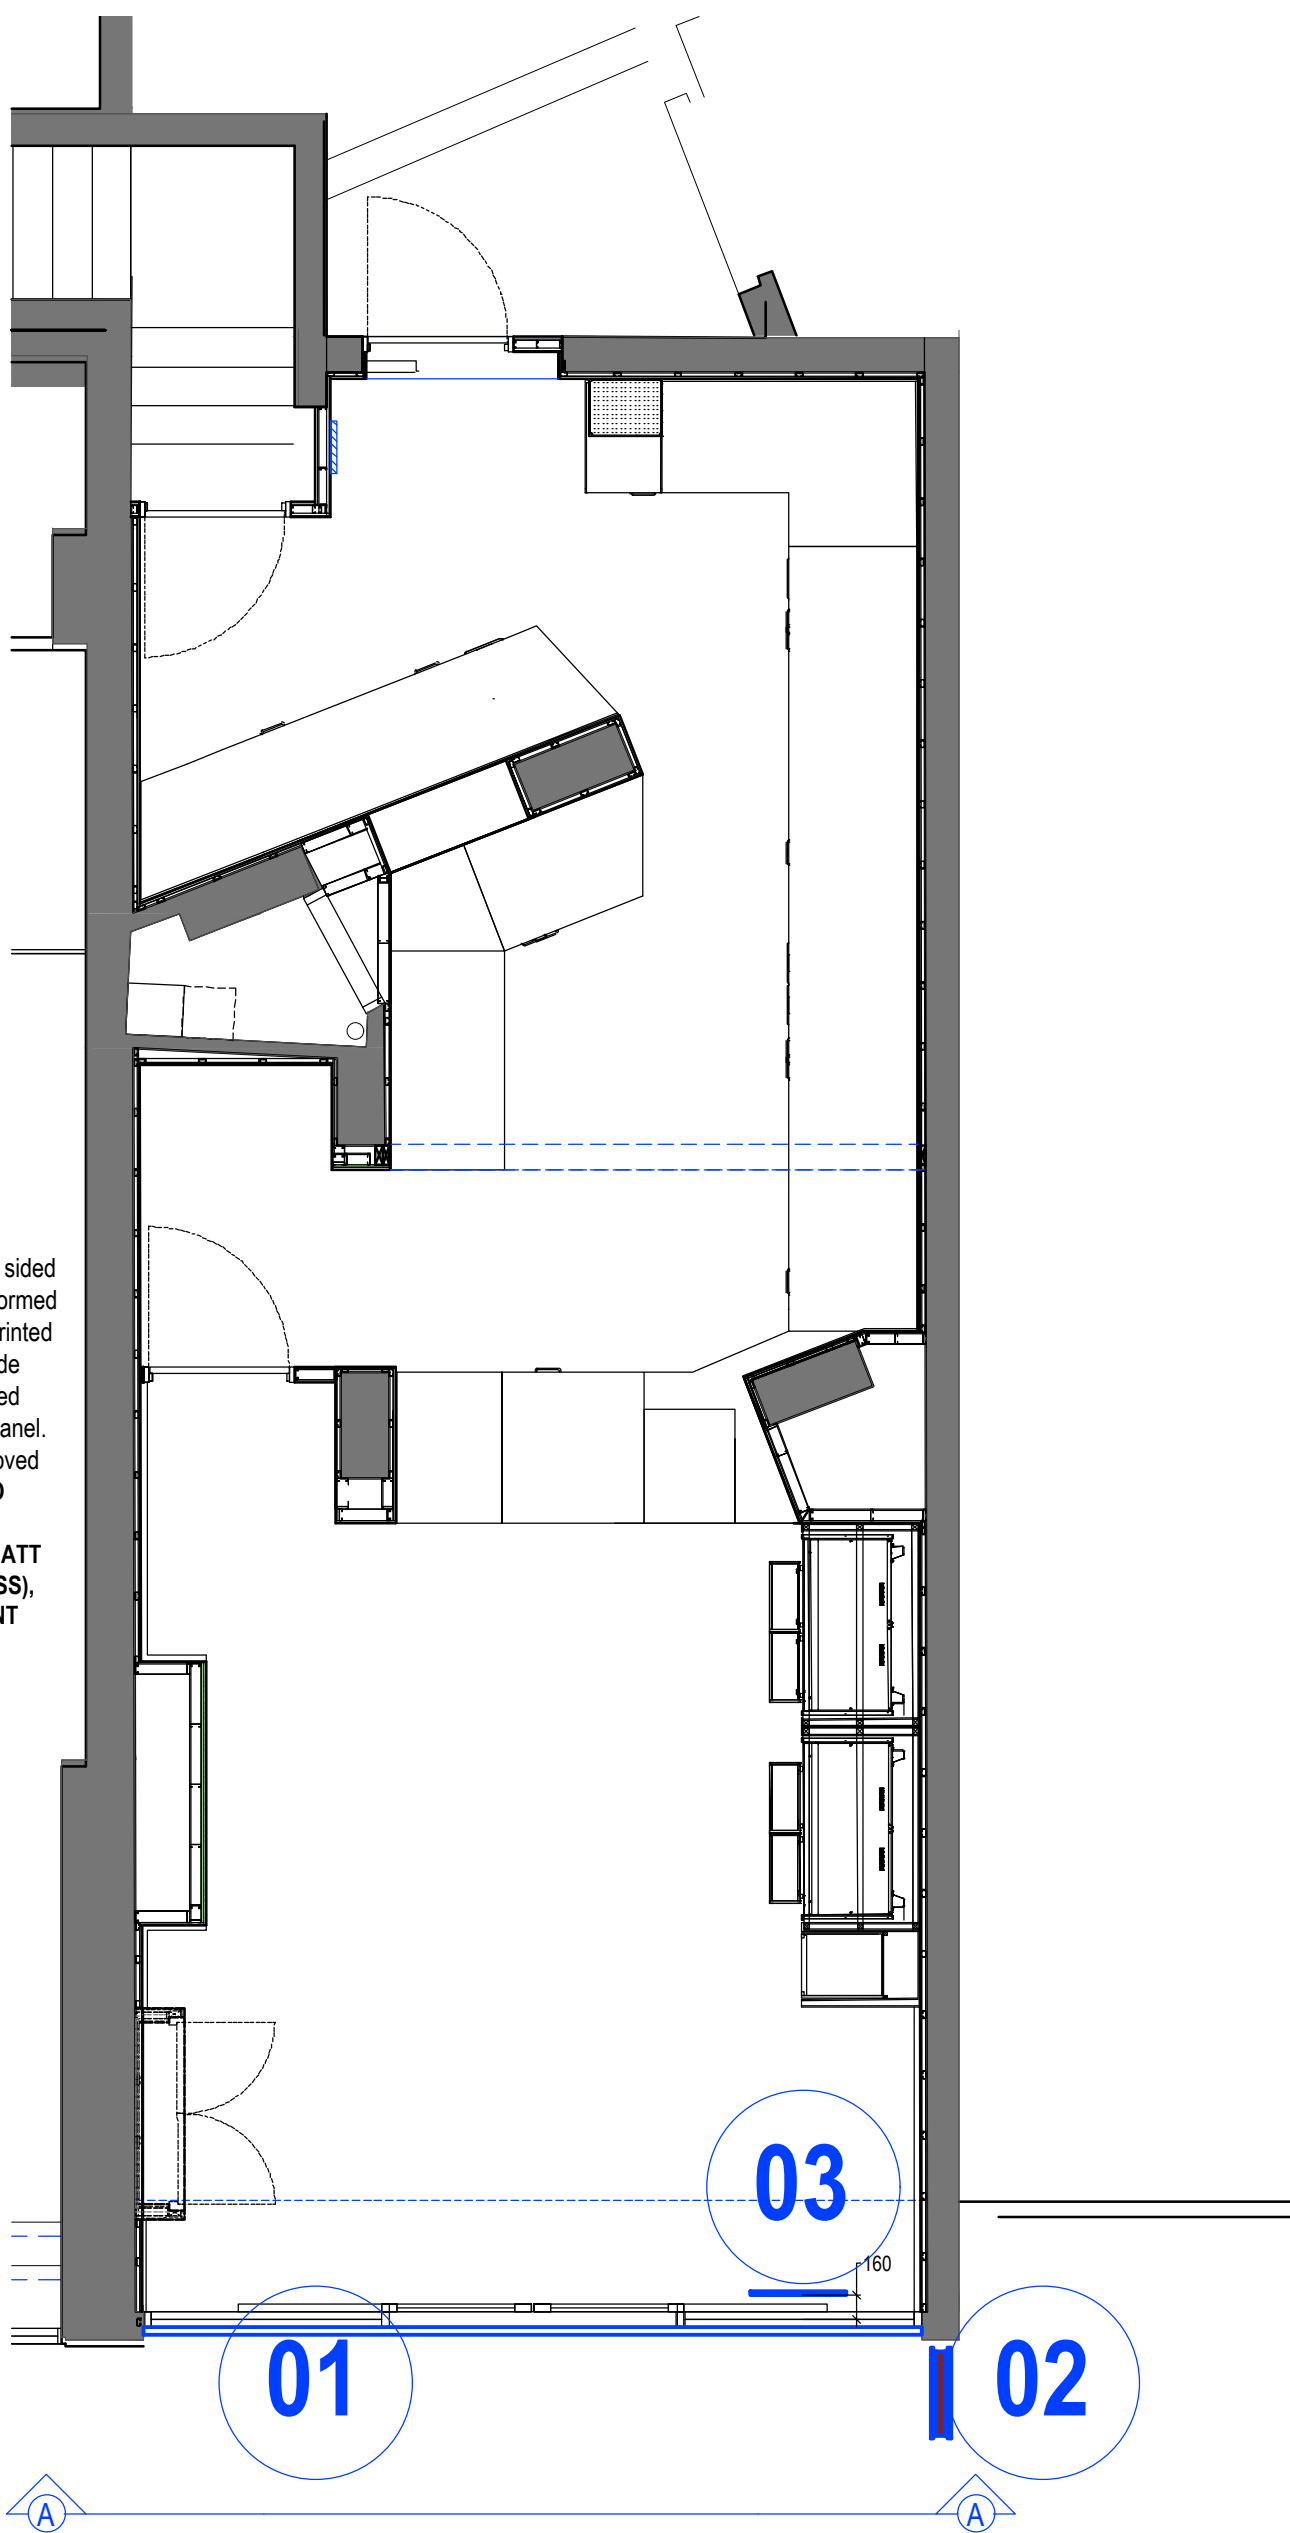 sided
ormed
rinted
de
ed
anel.
oved
ATT
SS),
NT
03
160
01
02
A
A